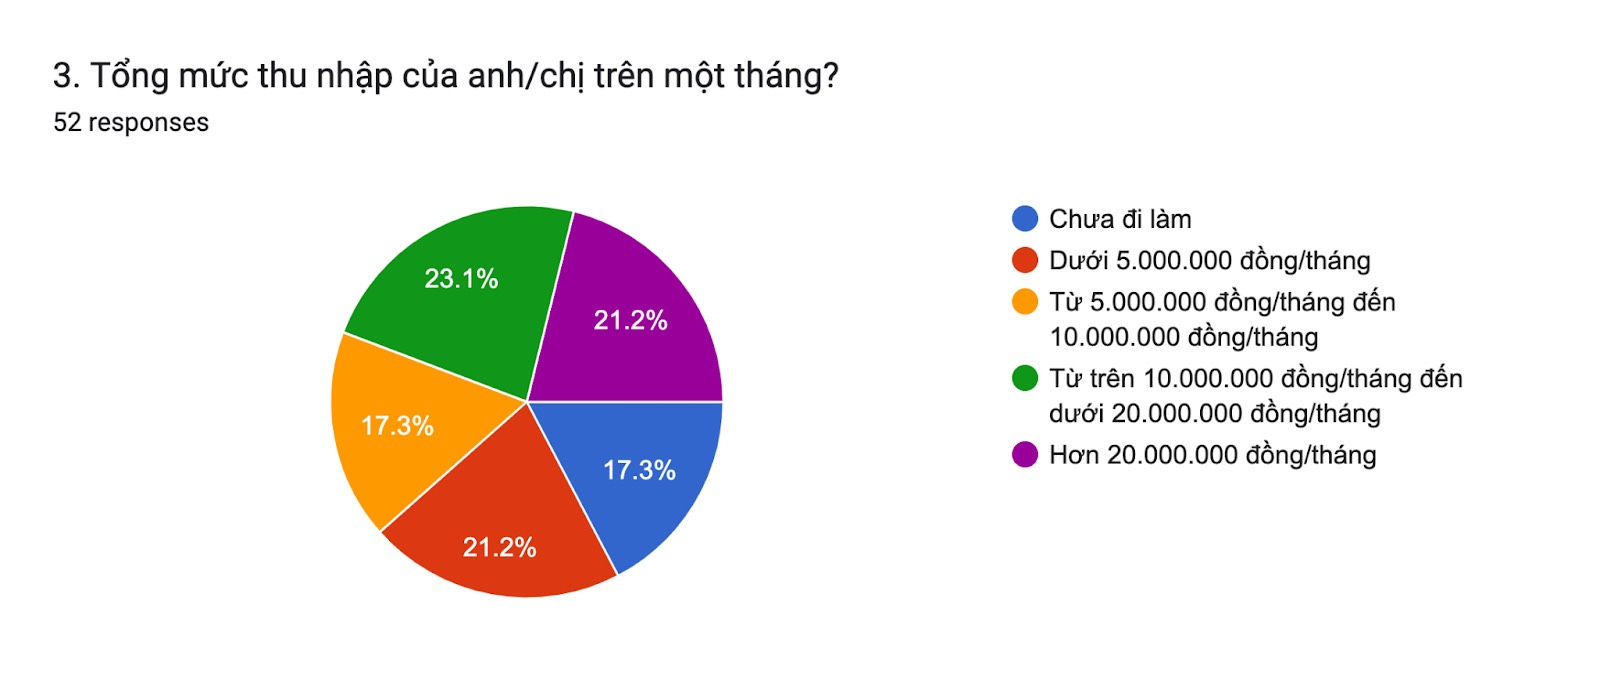 3. Tổng mức thu nhập của anh/chị trên một tháng?
52 responses
23.1%
21.2%
17.3%
17.3%
21.2%
Chưa đi làm
Dưới 5.000.000 đồng/tháng
Từ 5.000.000 đồng/tháng đến
10.000.000 đồng/tháng
Từ trên 10.000.000 đồng/tháng đến
dưới 20.000.000 đồng/tháng
Hơn 20.000.000 đồng/tháng